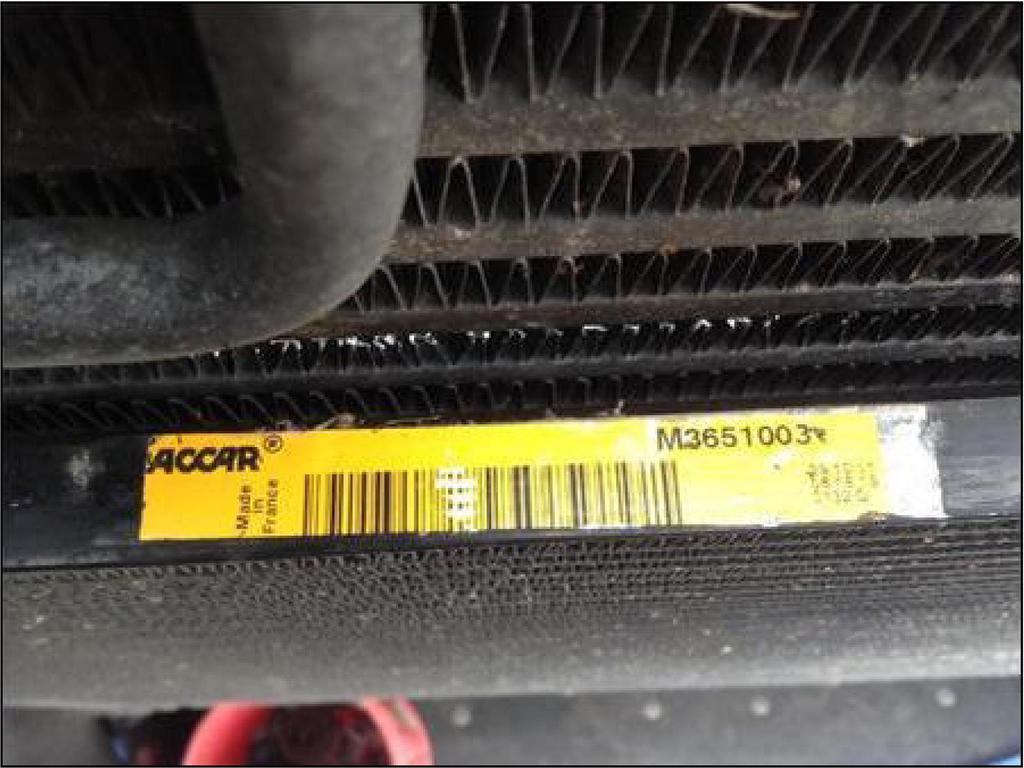 ACCAR®
M3651003
Made
in
France